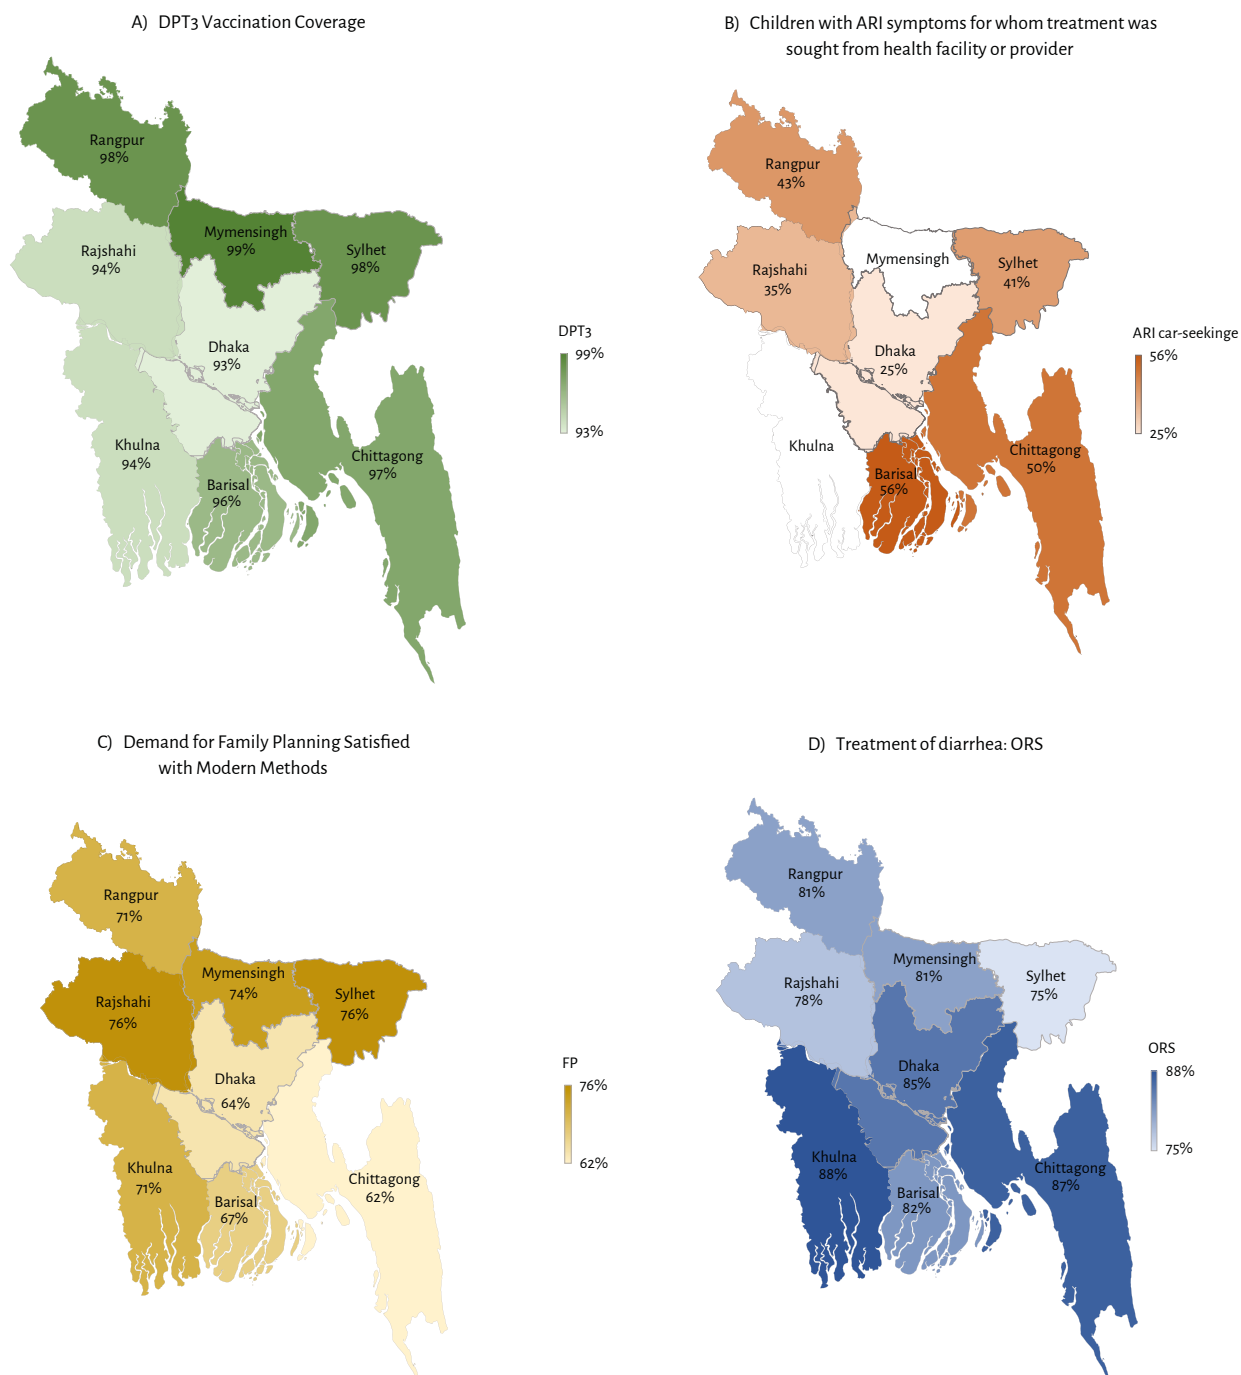 A) DPT3 Vaccination Coverage
Rangpur
98%
Mymensingh
99%
Sylhet
98%
Rajshahi
94%
Dhaka
93%
Khulna
94%
Barisal
96%
Chittagong
97%
DPT3
99%
93%
B) Children with ARI symptoms for whom treatment was
sought from health facility or provider
Rangpur
43%
Mymensingh
Sylhet
41%
Rajshahi
35%
Dhaka
25%
Khulna
Barisal
56%
Chittagong
50%
ARI car-seekinge
56%
25%
C) Demand for Family Planning Satisfied
with Modern Methods
Rangpur
71%
Mymensingh
74%
Sylhet
76%
Rajshahi
76%
Dhaka
64%
Khulna
71%
Barisal
67%
Chittagong
62%
FP
76%
62%
D) Treatment of diarrhea: ORS
Rangpur
81%
Mymensingh
81%
Sylhet
75%
Rajshahi
78%
Dhaka
85%
Khulna
88%
Barisal
82%
Chittagong
87%
ORS
88%
75%